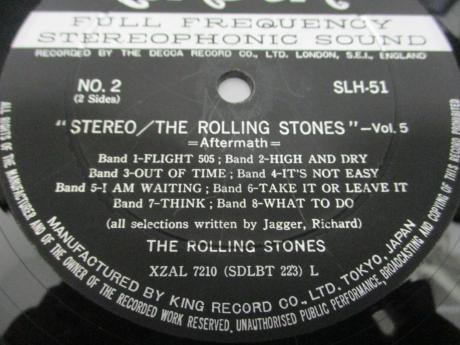 FULL FREQUENCY
STEREOPHONIC SOUND
RECORDED BY THE DECCA RECORD CO., LTD. LONDON, S.E.I., ENGLAND
NO. 2
(2 Sides)
SLH-51
"STEREO/THE ROLLING STONES"-Vol. 5
=Aftermath=
Band 1-FLIGHT 505 ; Band 2-HIGH AND DRY
Band 3-OUT OF TIME ; Band 4-IT'S NOT EASY
Band 5-I AM WAITING ; Band 6-TAKE IT OR LEAVE IT
Band 7-THINK ; Band 8-WHAT TO DO
(all selections written by Jagger, Richard)
THE ROLLING STONES
XZAL 7210 (SDLBT 223) L
MANUFACTURED BY KING RECORD CO., LTD. TOKYO, JAPAN
ALL RIGHTS OF THE MANUFACTURER AND OF THE OWNER OF THE RECORDED WORK RESERVED. UNAUTHORISED PUBLIC PERFORMANCE, BROADCASTING AND COPYING OF THIS RECORD PROHIBITED